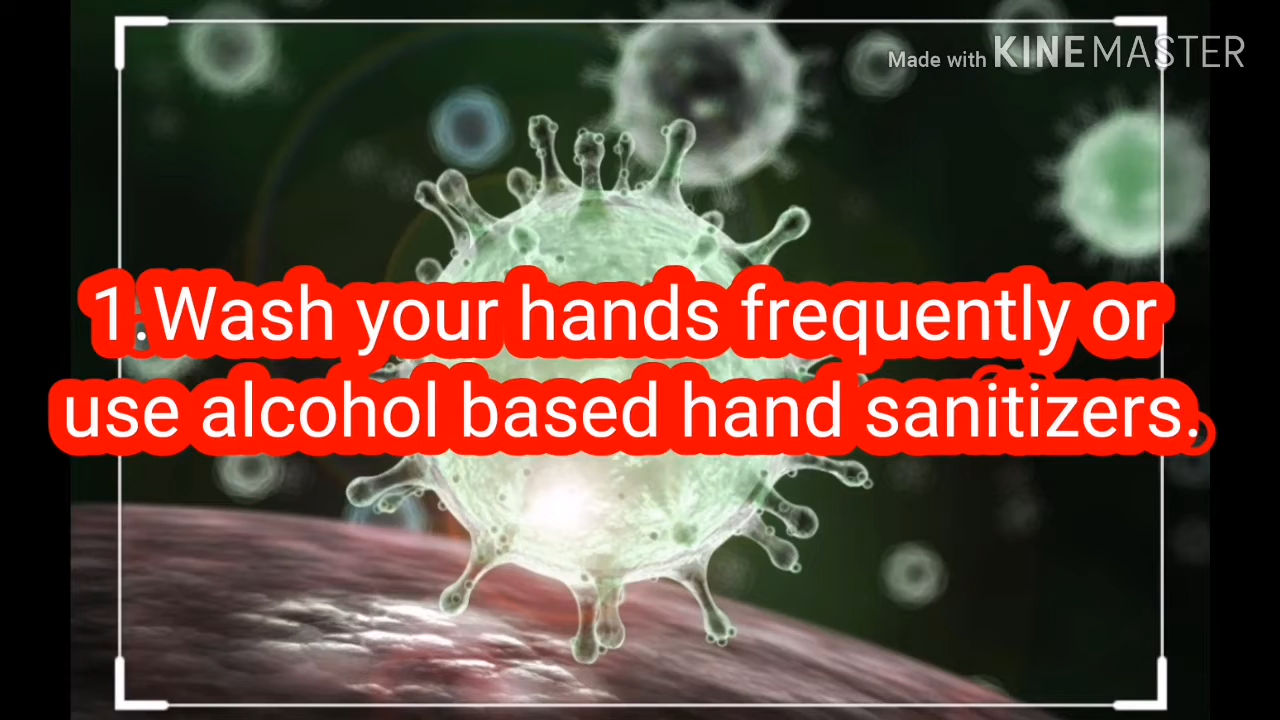 Made with KINEMASTER
1.Wash your hands frequently or
use alcohol based hand sanitizers.